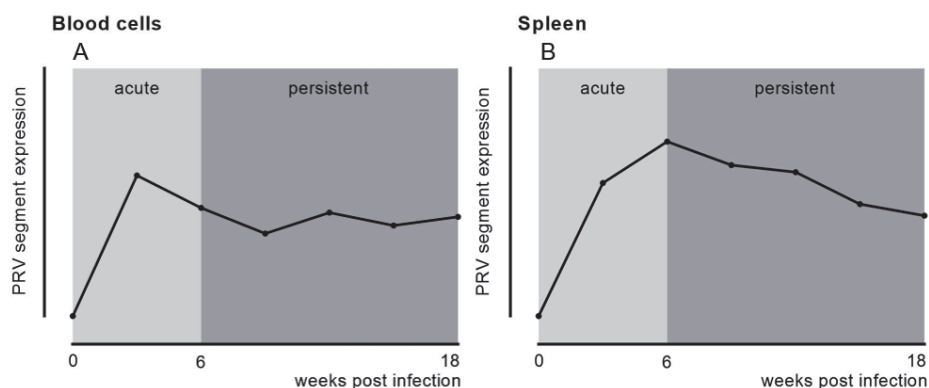 Blood cells
A
acute
persistent
PRV segment expression
0
6
18
weeks post infection
Spleen
B
acute
persistent
PRV segment expression
0
6
18
weeks post infection